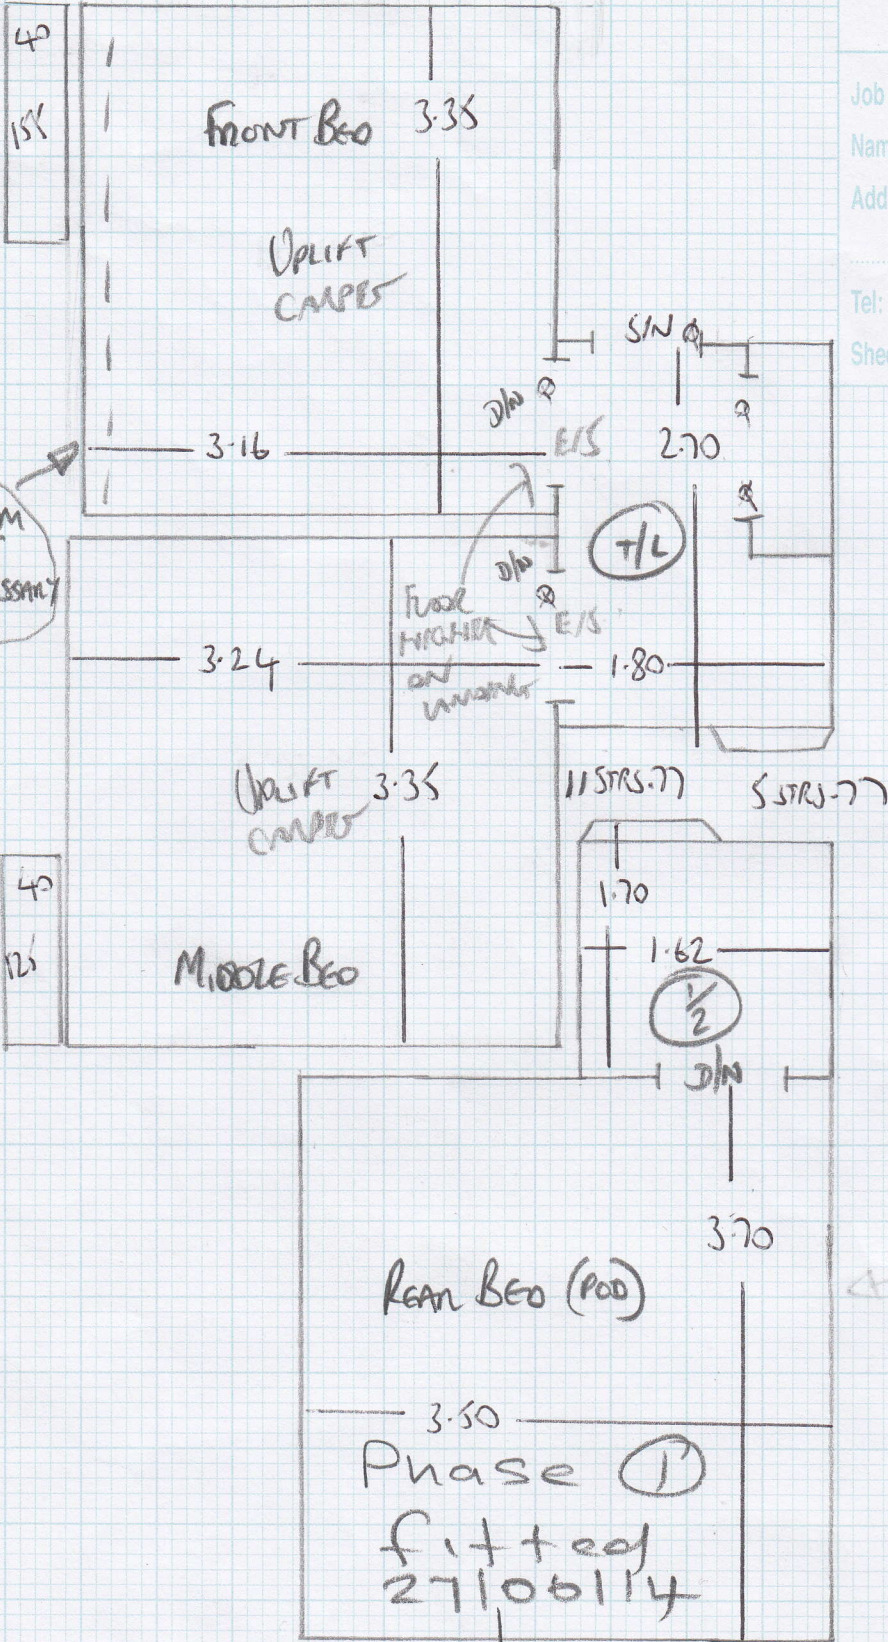 40
155
FRONT BED
3.35
UPLIFT
CARPET
3.16
Job
Nam
Add
Tel:
Shee
S/N
D/N
E/S
2.70
T/L
M
SSARY
D/N
E/S
FLOOR
HIGHER
ON
LANDING
3.24
1.80
UPLIFT
CARPET
3.35
11 STRS.77
5 STRS.77
40
125
MIDDLE BED
1.70
1.62
1/2
D/N
3.70
REAR BED (POD)
3.50
Phase 1
fitted
27/06/14